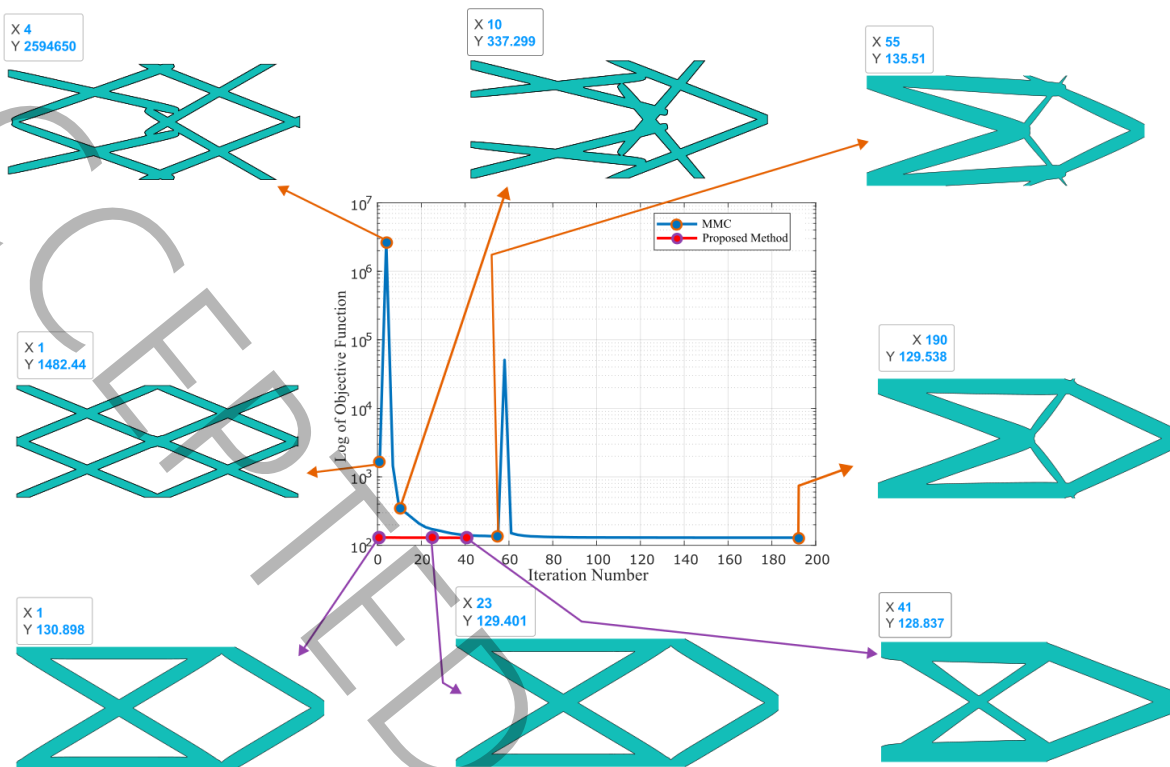 X 4
Y 2594650
X 10
Y 337.299
X 55
Y 135.51
10^7
10^6
10^5
10^4
10^3
10^2
Log of Objective Function
MMC
Proposed Method
X 1
Y 1482.44
X 190
Y 129.538
0 20 40 60 80 100 120 140 160 180 200
Iteration Number
X 1
Y 130.898
X 23
Y 129.401
X 41
Y 128.837
CCEPTED